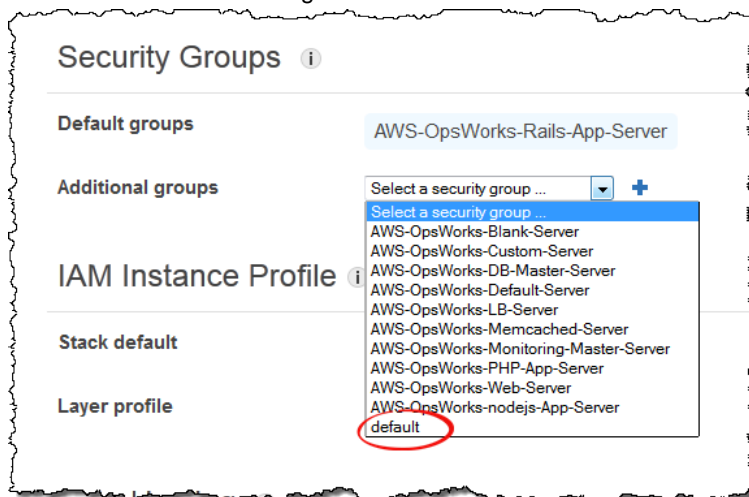 Security Groups i
Default groups
AWS-OpsWorks-Rails-App-Server
Additional groups
Select a security group ...
Select a security group ...
AWS-OpsWorks-Blank-Server
AWS-OpsWorks-Custom-Server
AWS-OpsWorks-DB-Master-Server
AWS-OpsWorks-Default-Server
AWS-OpsWorks-LB-Server
AWS-OpsWorks-Memcached-Server
AWS-OpsWorks-Monitoring-Master-Server
AWS-OpsWorks-PHP-App-Server
AWS-OpsWorks-Web-Server
AWS-OpsWorks-nodejs-App-Server
default
IAM Instance Profile i
Stack default
Layer profile